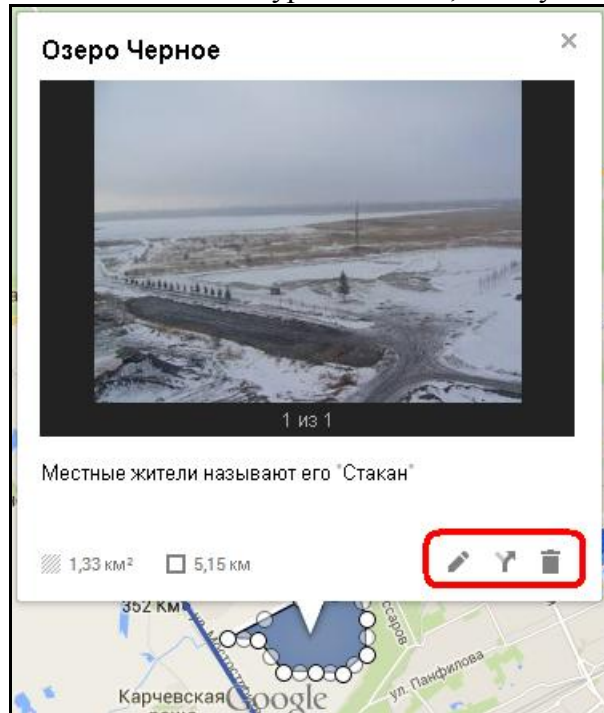 Озеро Черное
1 из 1
Местные жители называют его "Стакан"
1,33 км²
5,15 км
352 км
ул. Панфилова
Карчевская
Google